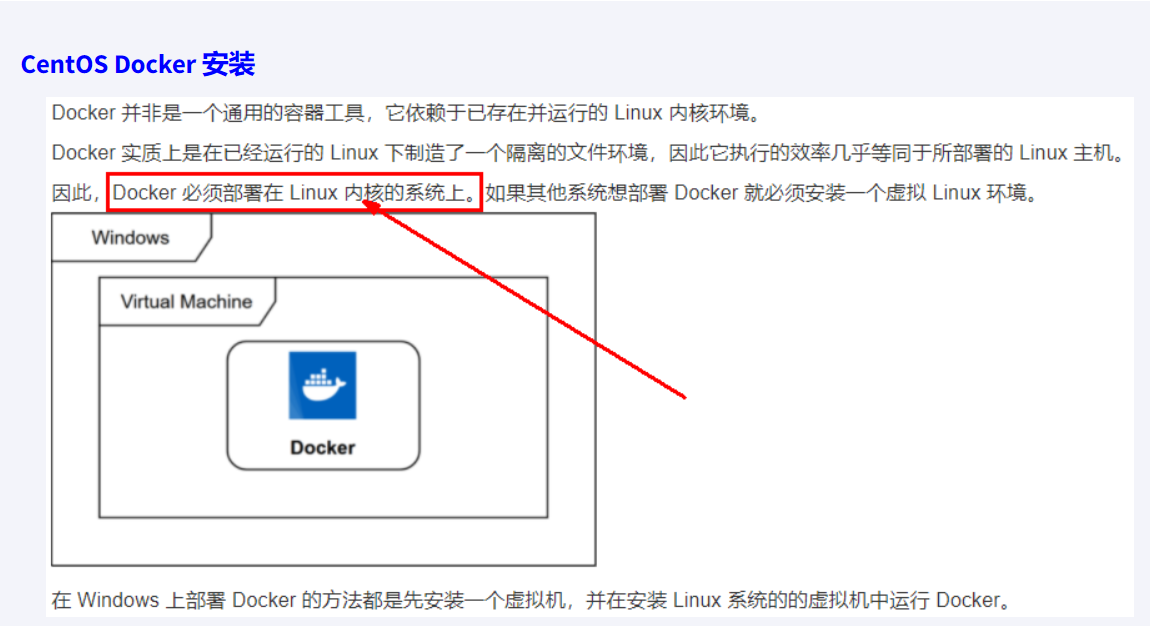 CentOS Docker 安装
Docker 并非是一个通用的容器工具，它依赖于已存在并运行的 Linux 内核环境。
Docker 实质上是在已经运行的 Linux 下制造了一个隔离的文件环境，因此它执行的效率几乎等同于所部署的 Linux 主机。
因此，Docker 必须部署在 Linux 内核的系统上。如果其他系统想部署 Docker 就必须安装一个虚拟 Linux 环境。
Windows
Virtual Machine
Docker
在 Windows 上部署 Docker 的方法都是先安装一个虚拟机，并在安装 Linux 系统的的虚拟机中运行 Docker。